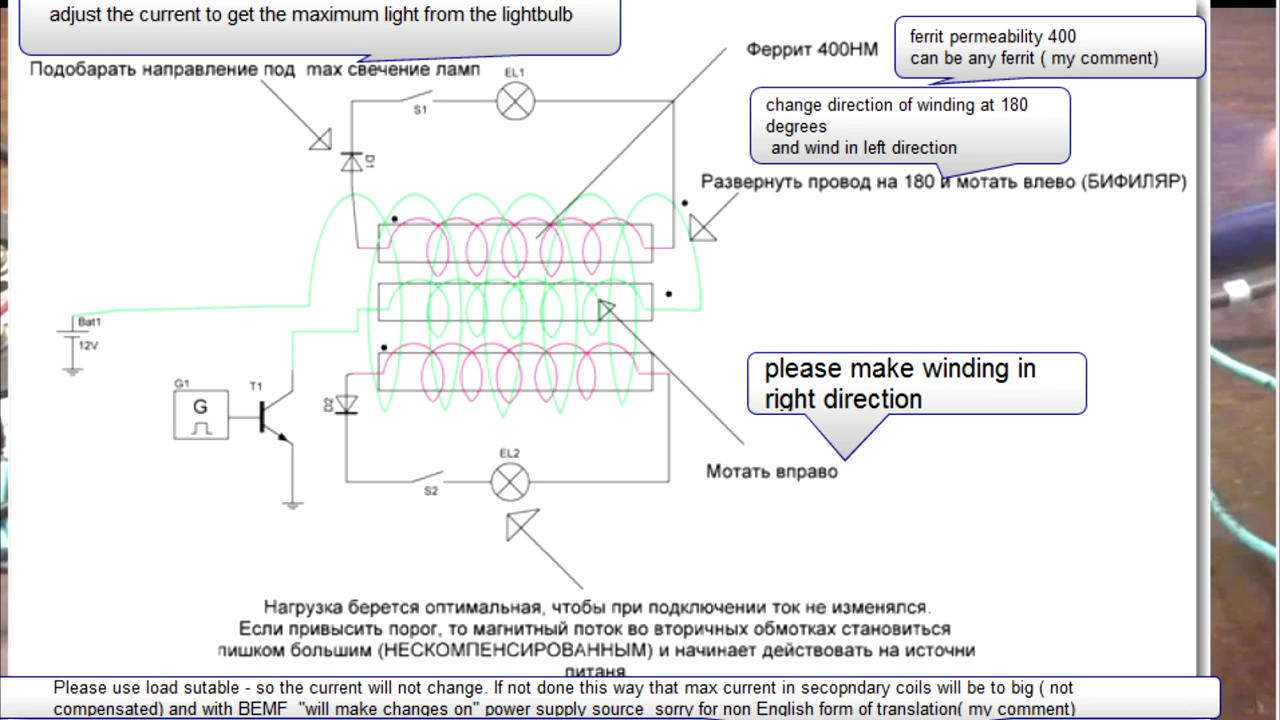 adjust the current to get the maximum light from the lightbulb
Подобарать направление под max свечение ламп
Феррит 400НМ
ferrit permeability 400
can be any ferrit ( my comment)
EL1
S1
D1
change direction of winding at 180
degrees
and wind in left direction
Развернуть провод на 180 и мотать влево (БИФИЛЯР)
Bat1
12V
G1
G
T1
D2
please make winding in
right direction
EL2
S2
Мотать вправо
Нагрузка берется оптимальная, чтобы при подключении ток не изменялся.
Если привысить порог, то магнитный поток во вторичных обмотках становиться
лишком большим (НЕСКОМПЕНСИРОВАННЫМ) и начинает действовать на источни
питаня
Please use load sutable - so the current will not change. If not done this way that max current in secopndary coils will be to big ( not
compensated) and with BEMF "will make changes on" power supply source sorry for non English form of translation( my comment)